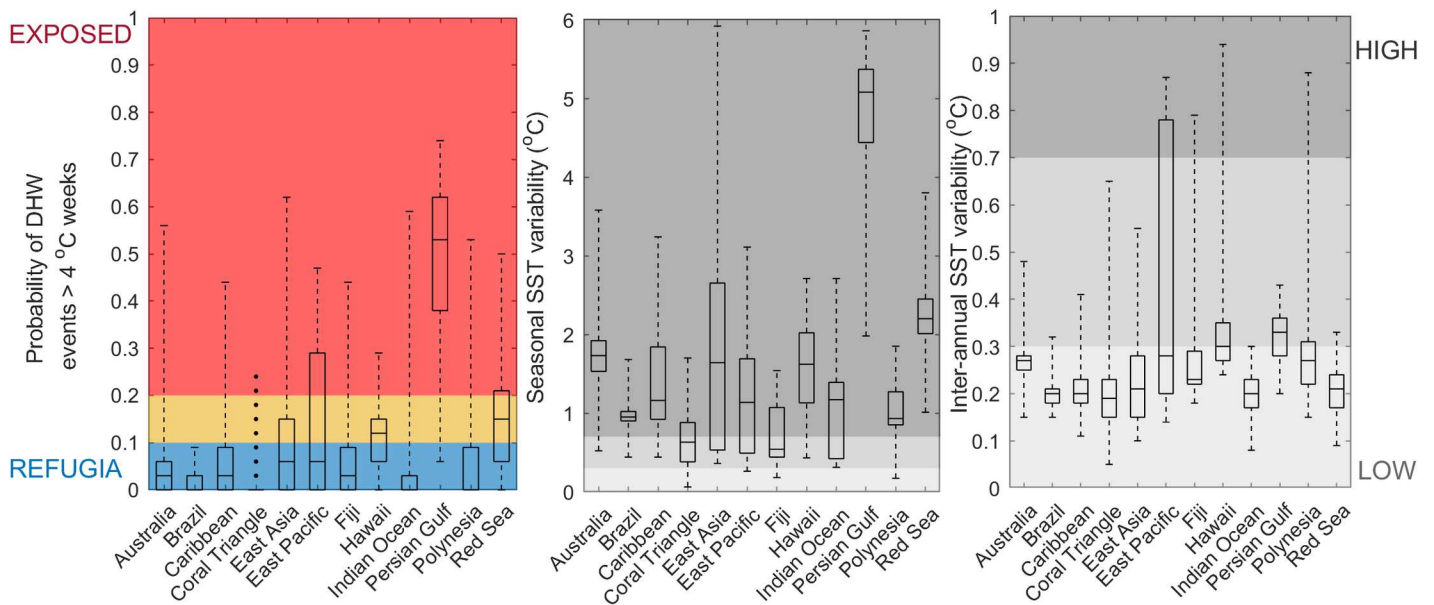 EXPOSED
REFUGIA
Probability of DHW
events > 4 °C weeks
1
0.9
0.8
0.7
0.6
0.5
0.4
0.3
0.2
0.1
0
Australia
Brazil
Caribbean
Coral Triangle
East Asia
East Pacific
Fiji
Hawaii
Indian Ocean
Persian Gulf
Polynesia
Red Sea
Seasonal SST variability (°C)
6
5
4
3
2
1
0
Australia
Brazil
Caribbean
Coral Triangle
East Asia
East Pacific
Fiji
Hawaii
Indian Ocean
Persian Gulf
Polynesia
Red Sea
Inter-annual SST variability (°C)
1
0.9
0.8
0.7
0.6
0.5
0.4
0.3
0.2
0.1
0
Australia
Brazil
Caribbean
Coral Triangle
East Asia
East Pacific
Fiji
Hawaii
Indian Ocean
Persian Gulf
Polynesia
Red Sea
HIGH
LOW